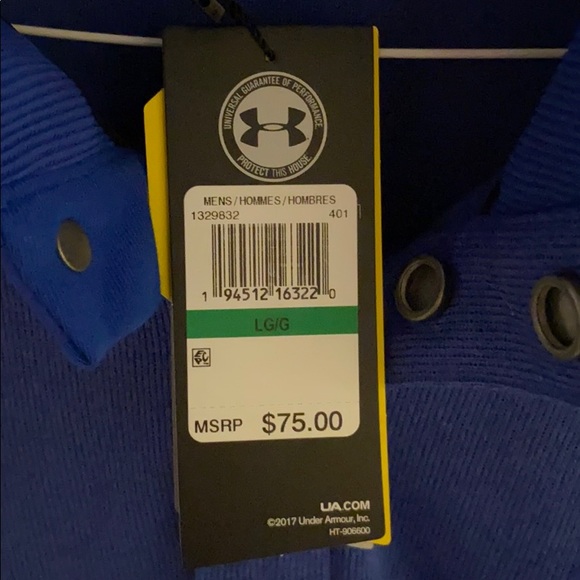 UNIVERSAL GUARANTEE OF PERFORMANCE
PROTECT THIS HOUSE
MENS/HOMMES/HOMBRES
1329832 401
1 94512 16322 0
LG/G
MSRP $75.00
UA.COM
©2017 Under Armour, Inc.
HT-906600